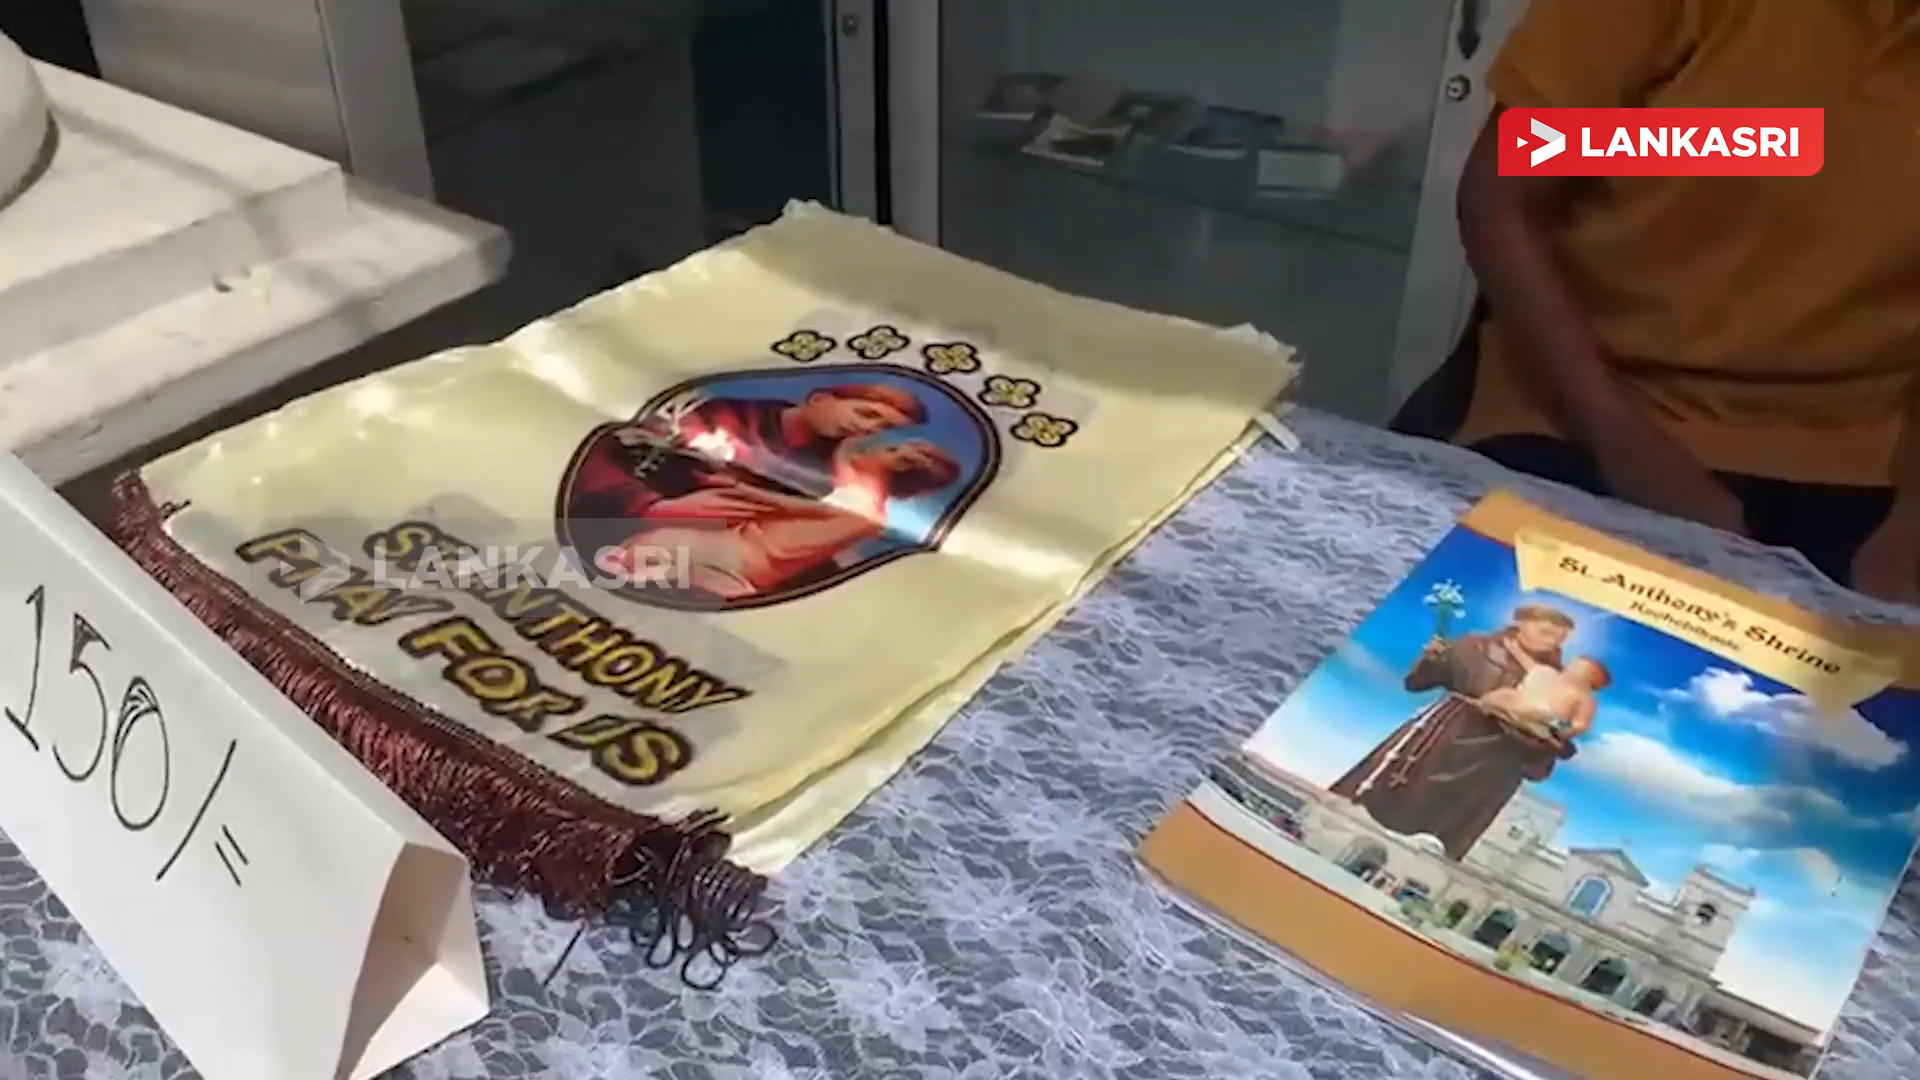 LANKASRI
ST. ANTHONY
PRAY FOR US
LANKASRI
150/=
St. Anthony's Shrine
Kochchikade